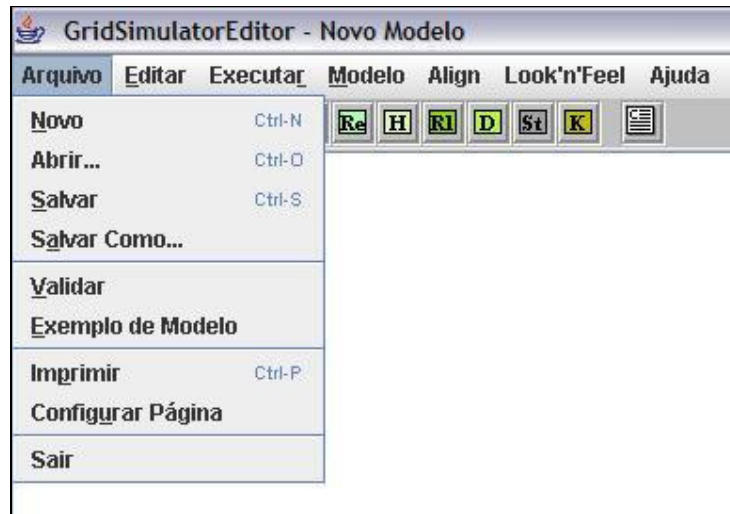 GridSimulatorEditor - Novo Modelo
Arquivo Editar Executar Modelo Align Look'n'Feel Ajuda
Re H Rl D St K
Novo Ctrl-N
Abrir... Ctrl-O
Salvar Ctrl-S
Salvar Como...
Validar
Exemplo de Modelo
Imprimir Ctrl-P
Configurar Página
Sair